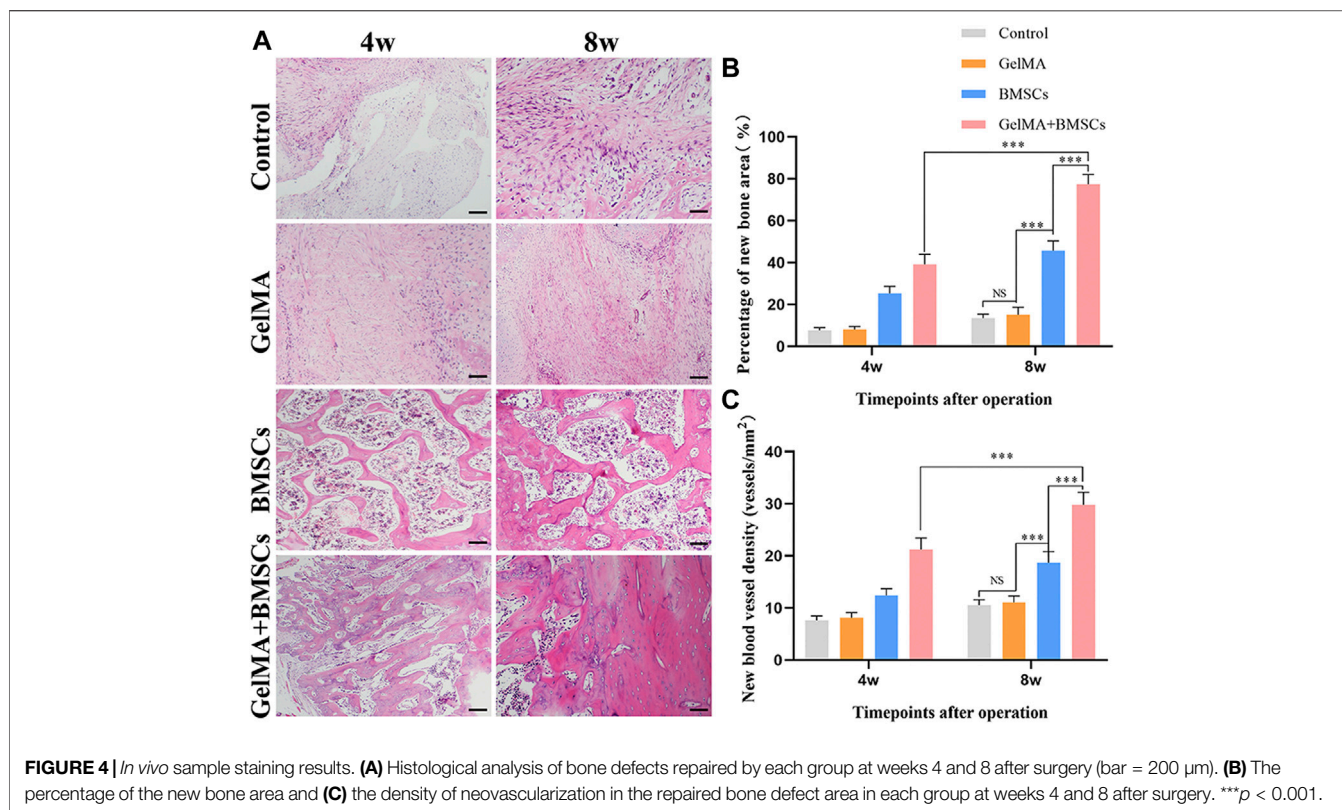 A
4w
8w
Control
GelMA
BMSCs
GelMA+BMSCs
B
Control
GelMA
BMSCs
GelMA+BMSCs
Percentage of new bone area( %)
100
80
60
40
20
0
***
***
***
NS
4w
8w
Timepoints after operation
C
New blood vessel density (vessels/mm²)
40
30
20
10
0
***
***
***
NS
4w
8w
Timepoints after operation
FIGURE 4 | In vivo sample staining results. (A) Histological analysis of bone defects repaired by each group at weeks 4 and 8 after surgery (bar = 200 μm). (B) The
percentage of the new bone area and (C) the density of neovascularization in the repaired bone defect area in each group at weeks 4 and 8 after surgery. ***p < 0.001.